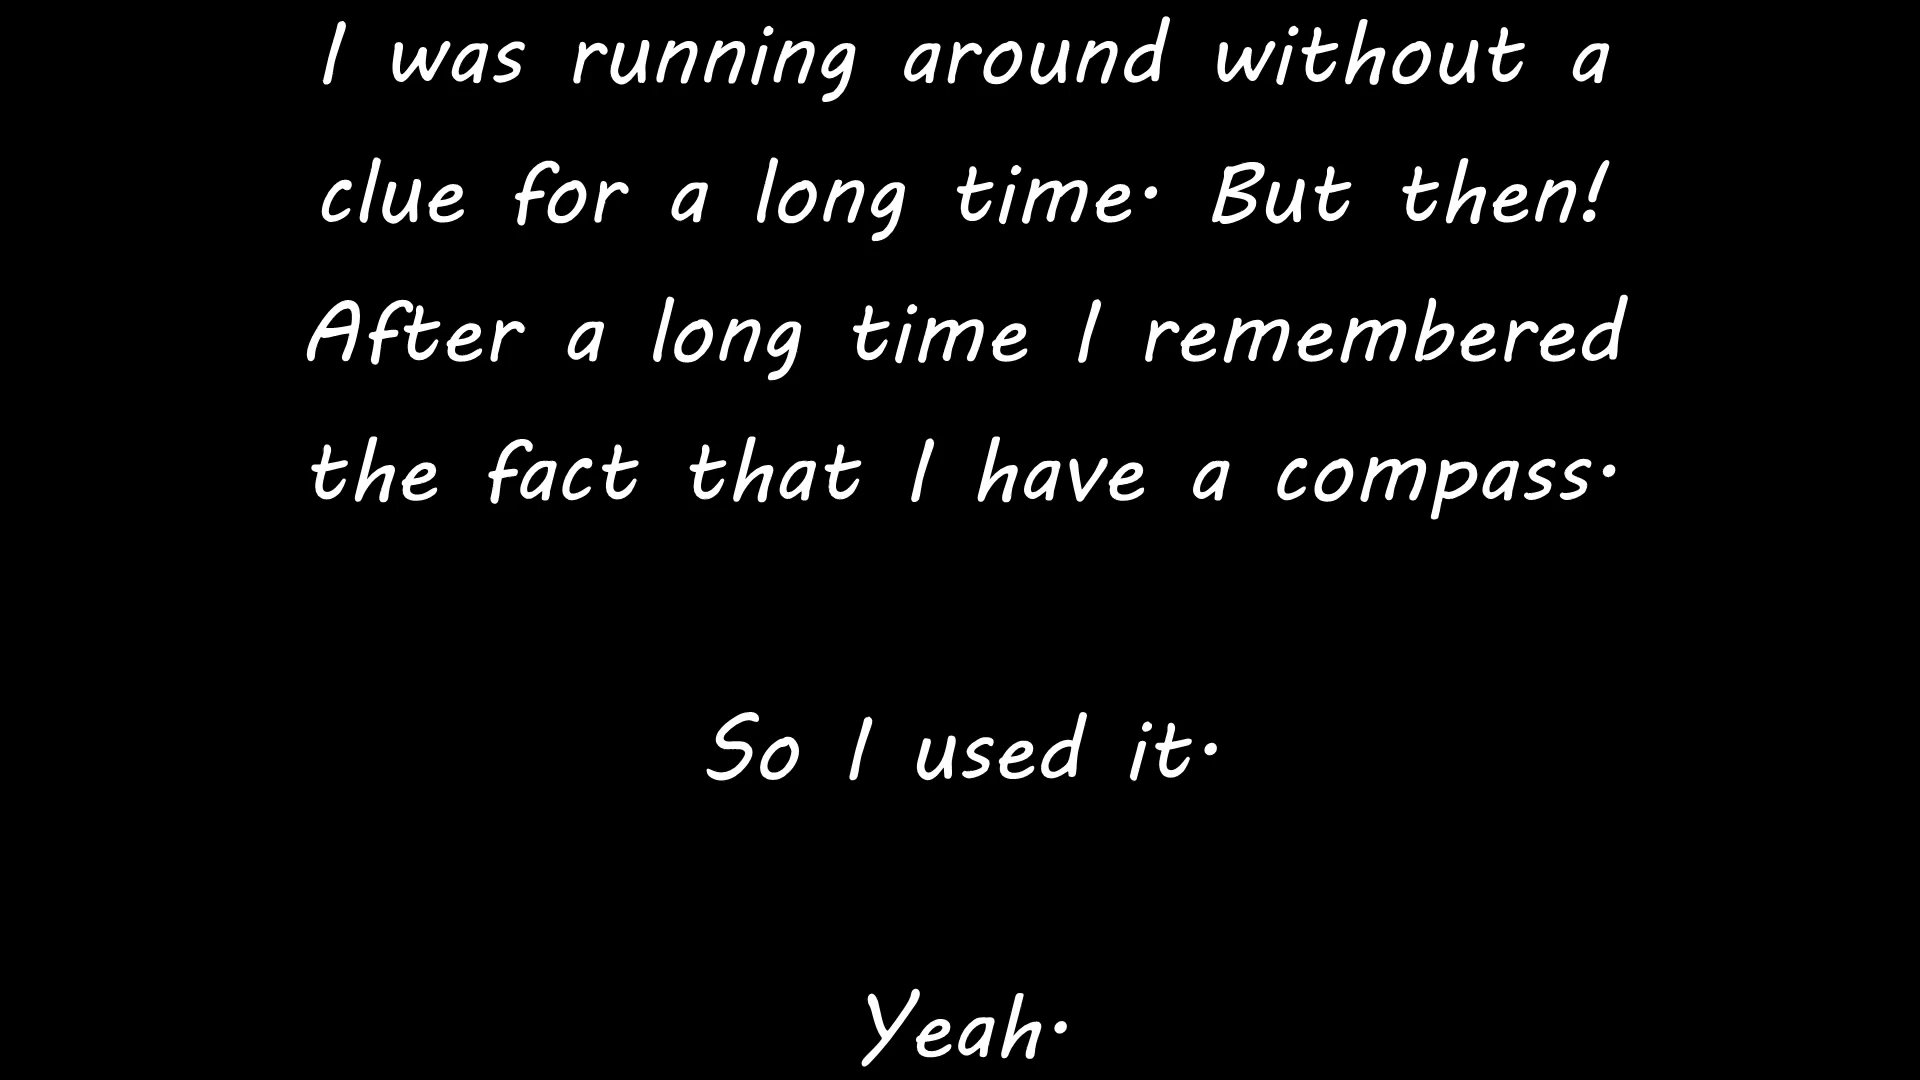 I was running around without a
clue for a long time. But then!
After a long time I remembered
the fact that I have a compass.
So I used it.
Yeah.